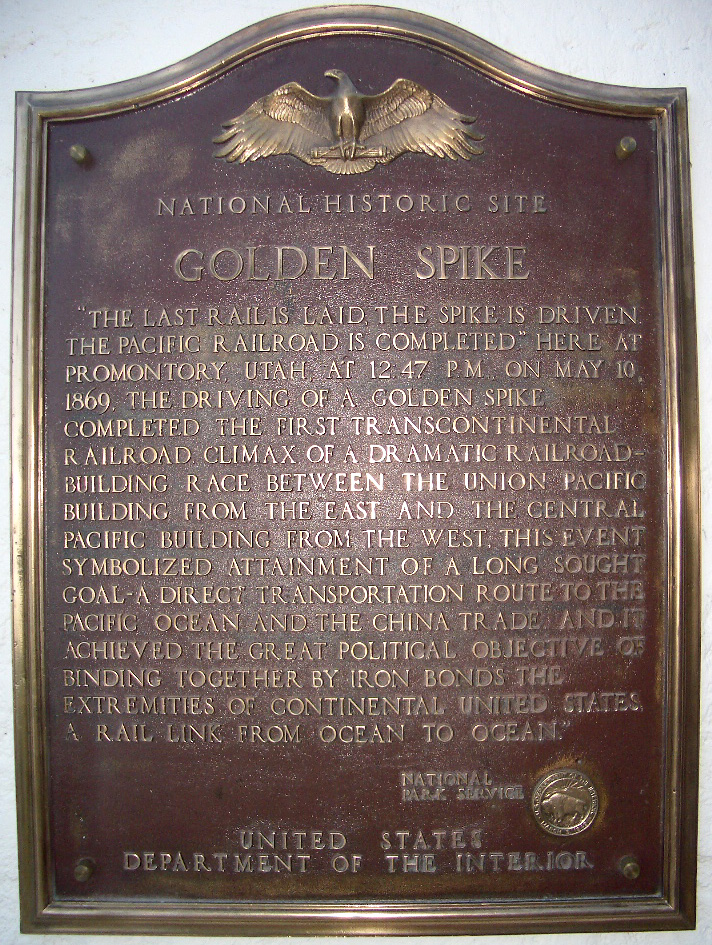 NATIONAL HISTORIC SITE
GOLDEN SPIKE
"THE LAST RAIL IS LAID, THE SPIKE IS DRIVEN.
THE PACIFIC RAILROAD IS COMPLETED." HERE AT
PROMONTORY, UTAH, AT 12:47 P.M. ON MAY 10,
1869, THE DRIVING OF A GOLDEN SPIKE
COMPLETED THE FIRST TRANSCONTINENTAL
RAILROAD, CLIMAX OF A DRAMATIC RAILROAD-
BUILDING RACE BETWEEN THE UNION PACIFIC
BUILDING FROM THE EAST AND THE CENTRAL
PACIFIC BUILDING FROM THE WEST. THIS EVENT
SYMBOLIZED ATTAINMENT OF A LONG SOUGHT
GOAL-A DIRECT TRANSPORTATION ROUTE TO THE
PACIFIC OCEAN AND THE CHINA TRADE. AND IT
ACHIEVED THE GREAT POLITICAL OBJECTIVE OF
BINDING TOGETHER BY IRON BONDS THE
EXTREMITIES OF CONTINENTAL UNITED STATES,
A RAIL LINK FROM OCEAN TO OCEAN."
NATIONAL
PARK SERVICE
UNITED STATES
DEPARTMENT OF THE INTERIOR